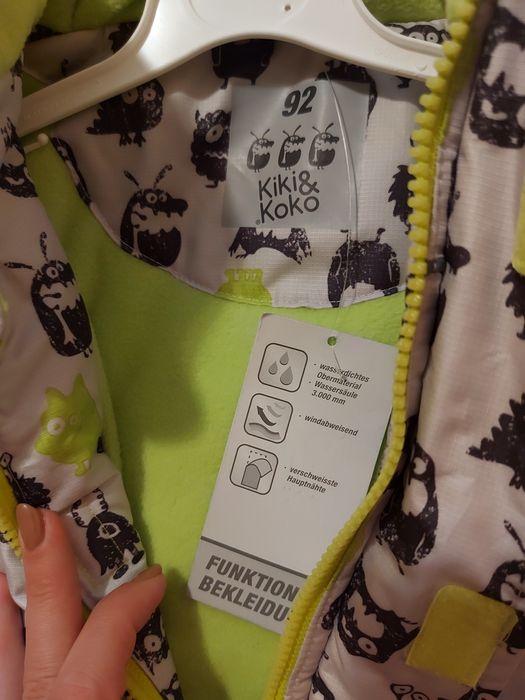 92
Kiki&
Koko
• wasserdichtes
Obermaterial
• Wassersäule
3.000 mm
• windabweisend
• verschweisste
Hauptnähte
FUNKTION
BEKLEIDU